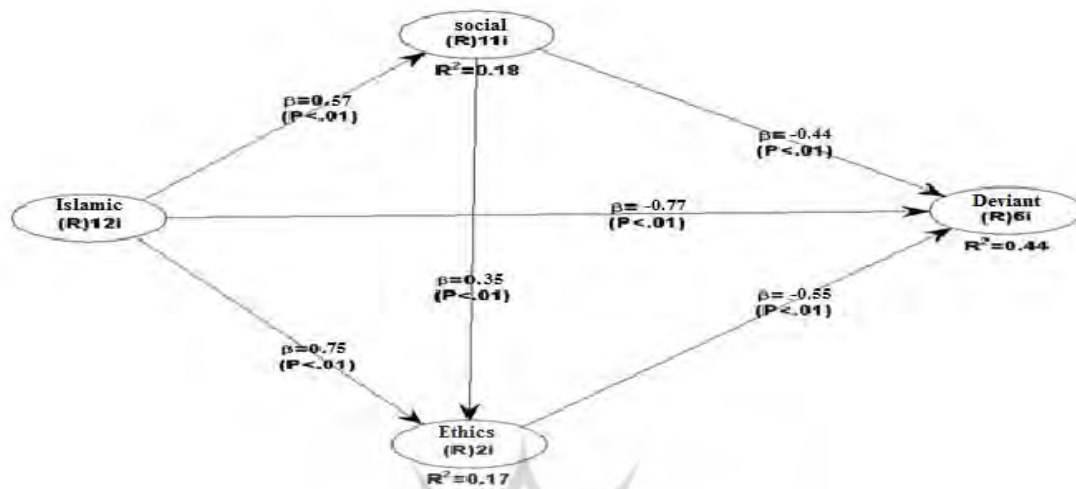 social
(R)11i
R²=0.18
β=0.57
(P<.01)
β= -0.44
(P<.01)
Islamic
(R)12i
β= -0.77
(P<.01)
Deviant
(R)6i
R²=0.44
β=0.35
(P<.01)
β= -0.55
(P<.01)
β=0.75
(P<.01)
Ethics
(R)2i
R²=0.17